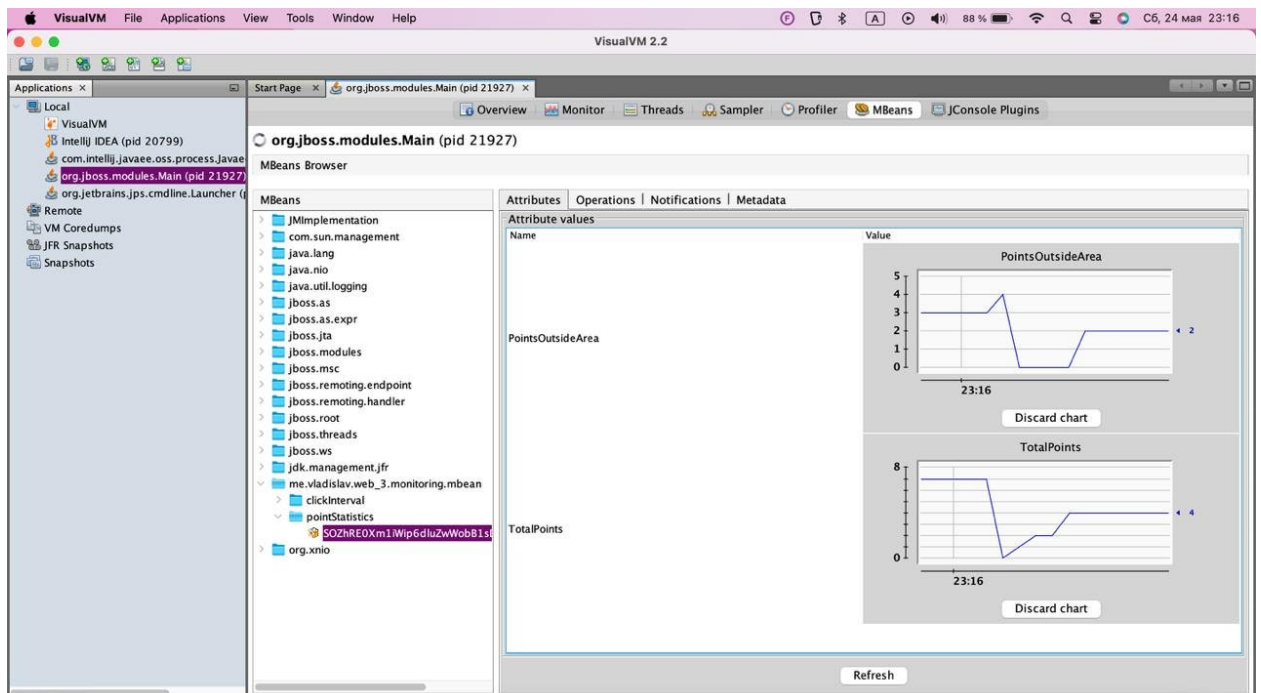 VisualVM File Applications View Tools Window Help F A 88 % Сб, 24 мая 23:16
VisualVM 2.2
Applications × Start Page × org.jboss.modules.Main (pid 21927) ×
Local
VisualVM
IntelliJ IDEA (pid 20799)
com.intellij.javaee.oss.process.Javae
org.jboss.modules.Main (pid 21927)
org.jetbrains.jps.cmdline.Launcher (
Remote
VM Coredumps
JFR Snapshots
Snapshots
Overview Monitor Threads Sampler Profiler MBeans JConsole Plugins
org.jboss.modules.Main (pid 21927)
MBeans Browser
MBeans
JMImplementation
com.sun.management
java.lang
java.nio
java.util.logging
jboss.as
jboss.as.expr
jboss.jta
jboss.modules
jboss.msc
jboss.remoting.endpoint
jboss.remoting.handler
jboss.root
jboss.threads
jboss.ws
jdk.management.jfr
me.vladislav.web_3.monitoring.mbean
clickInterval
pointStatistics
org.xnio
Attributes Operations Notifications Metadata
Attribute values
Name Value
PointsOutsideArea
PointsOutsideArea
5
4
3
2 2
1
0
23:16
Discard chart
TotalPoints
TotalPoints
8
4
0
23:16
Discard chart
Refresh